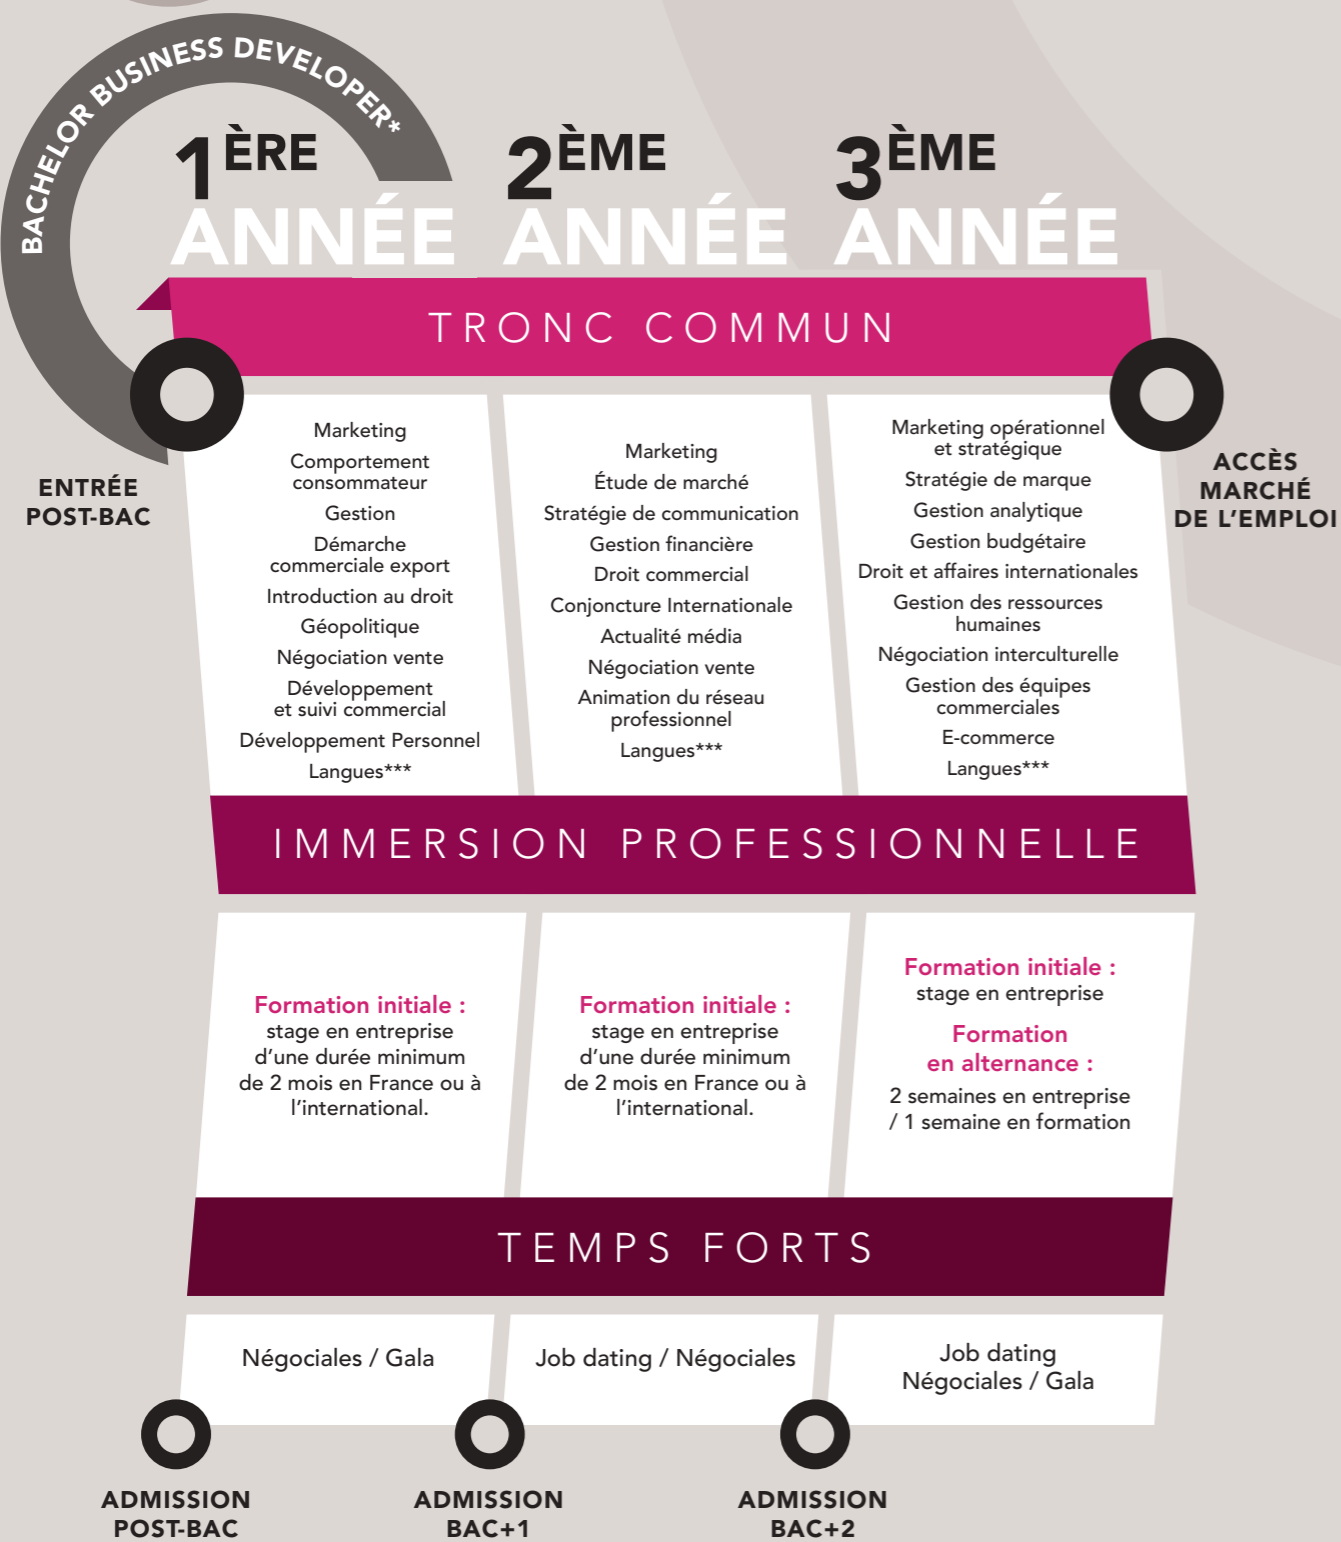 BACHELOR BUSINESS DEVELOPER*
1ÈRE
ANNÉE
2ÈME
ANNÉE
3ÈME
ANNÉE
TRONC COMMUN
ENTRÉE
POST-BAC
ACCÈS
MARCHÉ
DE L'EMPLOI
Marketing
Comportement
consommateur
Gestion
Démarche
commerciale export
Introduction au droit
Géopolitique
Négociation vente
Développement
et suivi commercial
Développement Personnel
Langues***
Marketing
Étude de marché
Stratégie de communication
Gestion financière
Droit commercial
Conjoncture Internationale
Actualité média
Négociation vente
Animation du réseau
professionnel
Langues***
Marketing opérationnel
et stratégique
Stratégie de marque
Gestion analytique
Gestion budgétaire
Droit et affaires internationales
Gestion des ressources
humaines
Négociation interculturelle
Gestion des équipes
commerciales
E-commerce
Langues***
IMMERSION PROFESSIONNELLE
Formation initiale :
stage en entreprise
d'une durée minimum
de 2 mois en France ou à
l'international.
Formation initiale :
stage en entreprise
d'une durée minimum
de 2 mois en France ou à
l'international.
Formation initiale :
stage en entreprise
Formation
en alternance :
2 semaines en entreprise
/ 1 semaine en formation
TEMPS FORTS
Négociales / Gala
Job dating / Négociales
Job dating
Négociales / Gala
ADMISSION
POST-BAC
ADMISSION
BAC+1
ADMISSION
BAC+2